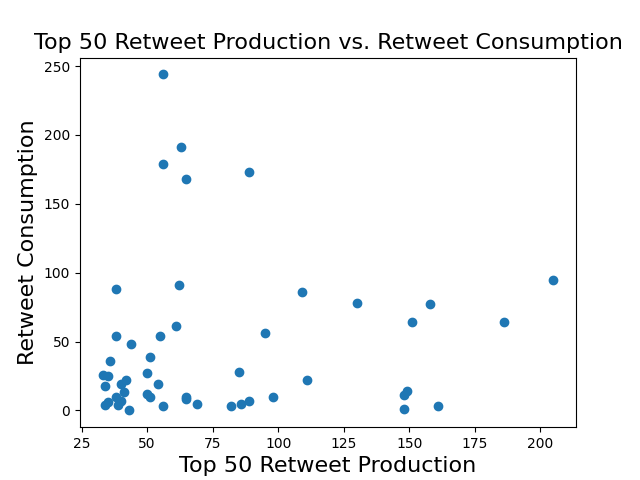 Top 50 Retweet Production vs. Retweet Consumption
250
200
150
100
50
0
Retweet Consumption
25 50 75 100 125 150 175 200
Top 50 Retweet Production